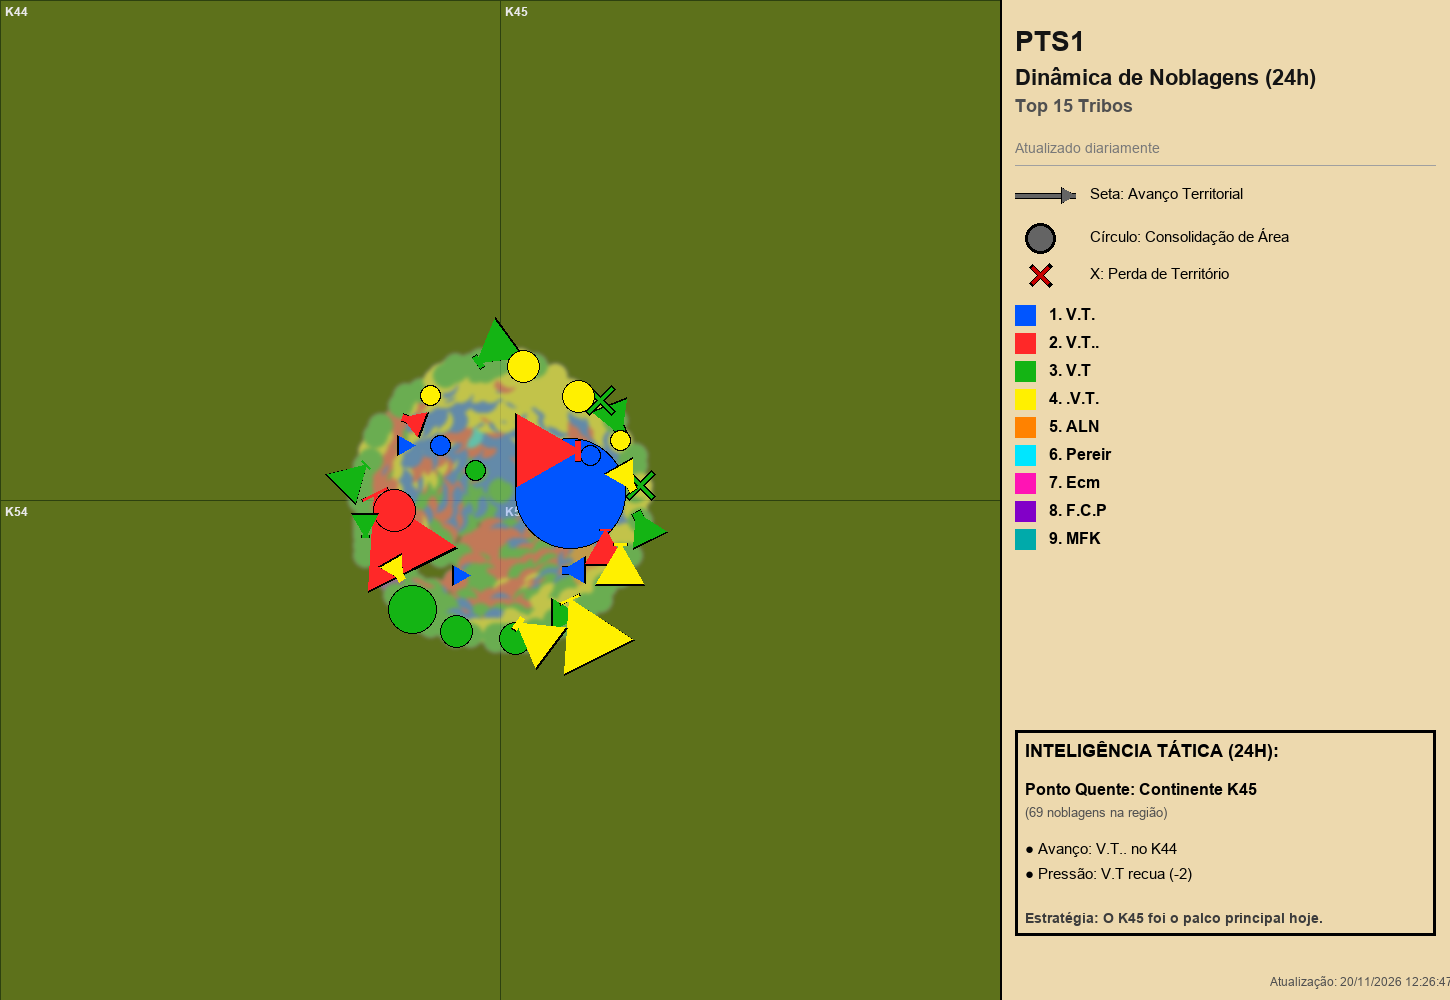 K44
K45
K54
PTS1
Dinâmica de Noblagens (24h)
Top 15 Tribos
Atualizado diariamente
Seta: Avanço Territorial
Círculo: Consolidação de Área
X: Perda de Território
1. V.T.
2. V.T..
3. V.T
4. .V.T.
5. ALN
6. Pereir
7. Ecm
8. F.C.P
9. MFK
INTELIGÊNCIA TÁTICA (24H):
Ponto Quente: Continente K45
(69 noblagens na região)
● Avanço: V.T.. no K44
● Pressão: V.T recua (-2)
Estratégia: O K45 foi o palco principal hoje.
Atualização: 20/11/2026 12:26:47